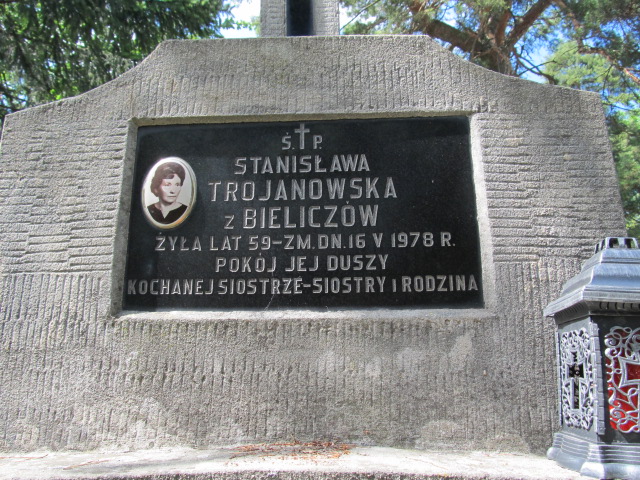 Ś. P.
STANISŁAWA
TROJANOWSKA
Z BIELICZÓW
ŻYŁA LAT 59-ZM. DN. 16 V 1978 R.
POKÓJ JEJ DUSZY
KOCHANEJ SIOSTRZE-SIOSTRY I RODZINA